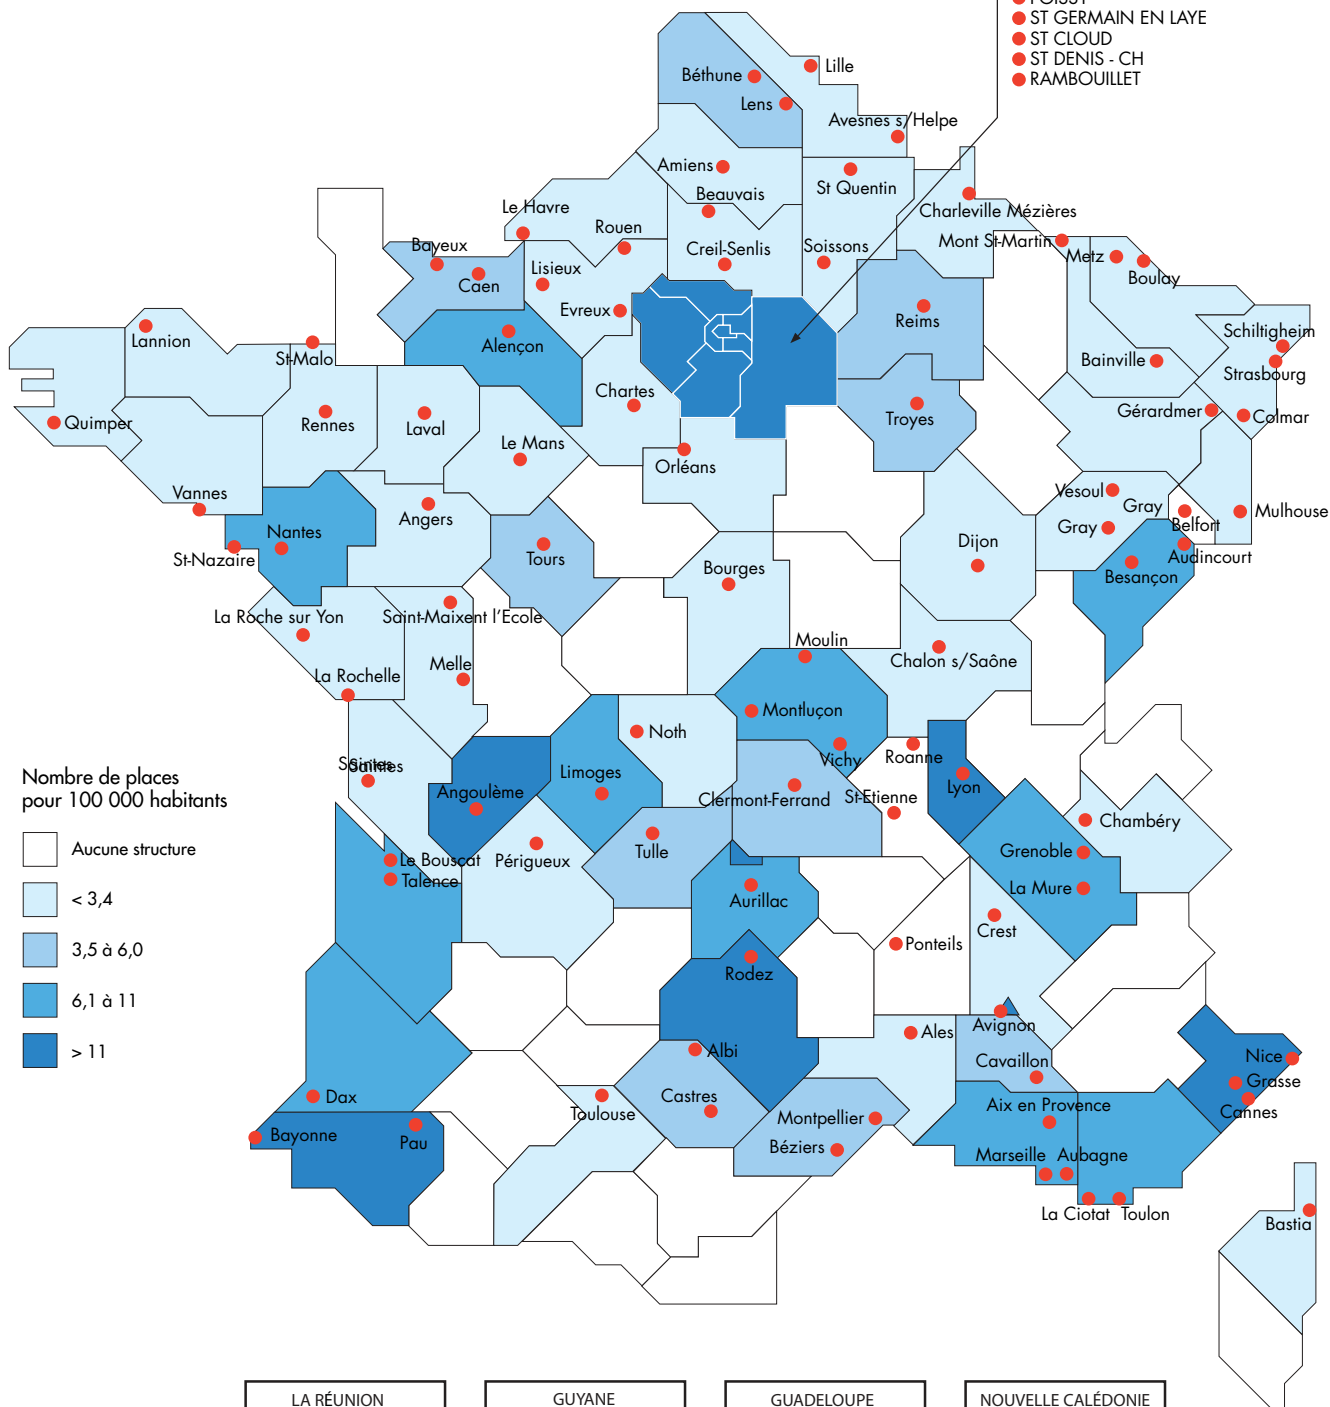 POISSY
ST GERMAIN EN LAYE
ST CLOUD
ST DENIS - CH
RAMBOUILLET
Lille
Béthune
Lens
Avesnes s/Helpe
Amiens
Beauvais
St Quentin
Charleville Mézières
Le Havre
Rouen
Creil-Senlis
Soissons
Mont St-Martin
Metz
Boulay
Bayeux
Caen
Lisieux
Evreux
Reims
Lannion
St-Malo
Alençon
Schiltigheim
Strasbourg
Bainville
Chartes
Gérardmer
Colmar
Troyes
Quimper
Rennes
Laval
Le Mans
Orléans
Vannes
Angers
Vesoul
Gray
Gray
Belfort
Mulhouse
Nantes
St-Nazaire
Tours
Dijon
Audincourt
Besançon
Bourges
La Roche sur Yon
Saint-Maixent l'Ecole
Moulin
Chalon s/Saône
Melle
La Rochelle
Montluçon
Noth
Vichy
Roanne
Saintes
Saintes
Angoulême
Limoges
Clermont-Ferrand
St-Etienne
Lyon
Chambéry
Nombre de places
pour 100 000 habitants
Aucune structure
< 3,4
3,5 à 6,0
6,1 à 11
> 11
Le Bouscat
Talence
Périgueux
Tulle
Grenoble
La Mure
Aurillac
Crest
Ponteils
Rodez
Avignon
Ales
Albi
Cavaillon
Nice
Grasse
Cannes
Dax
Toulouse
Castres
Montpellier
Béziers
Aix en Provence
Bayonne
Pau
Marseille
Aubagne
La Ciotat
Toulon
Bastia
LA RÉUNION
GUYANE
GUADELOUPE
NOUVELLE CALÉDONIE